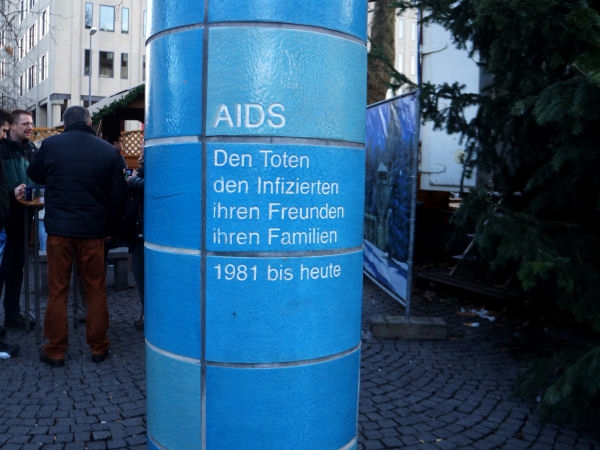 AIDS
Den Toten
den Infizierten
ihren Freunden
ihren Familien
1981 bis heute